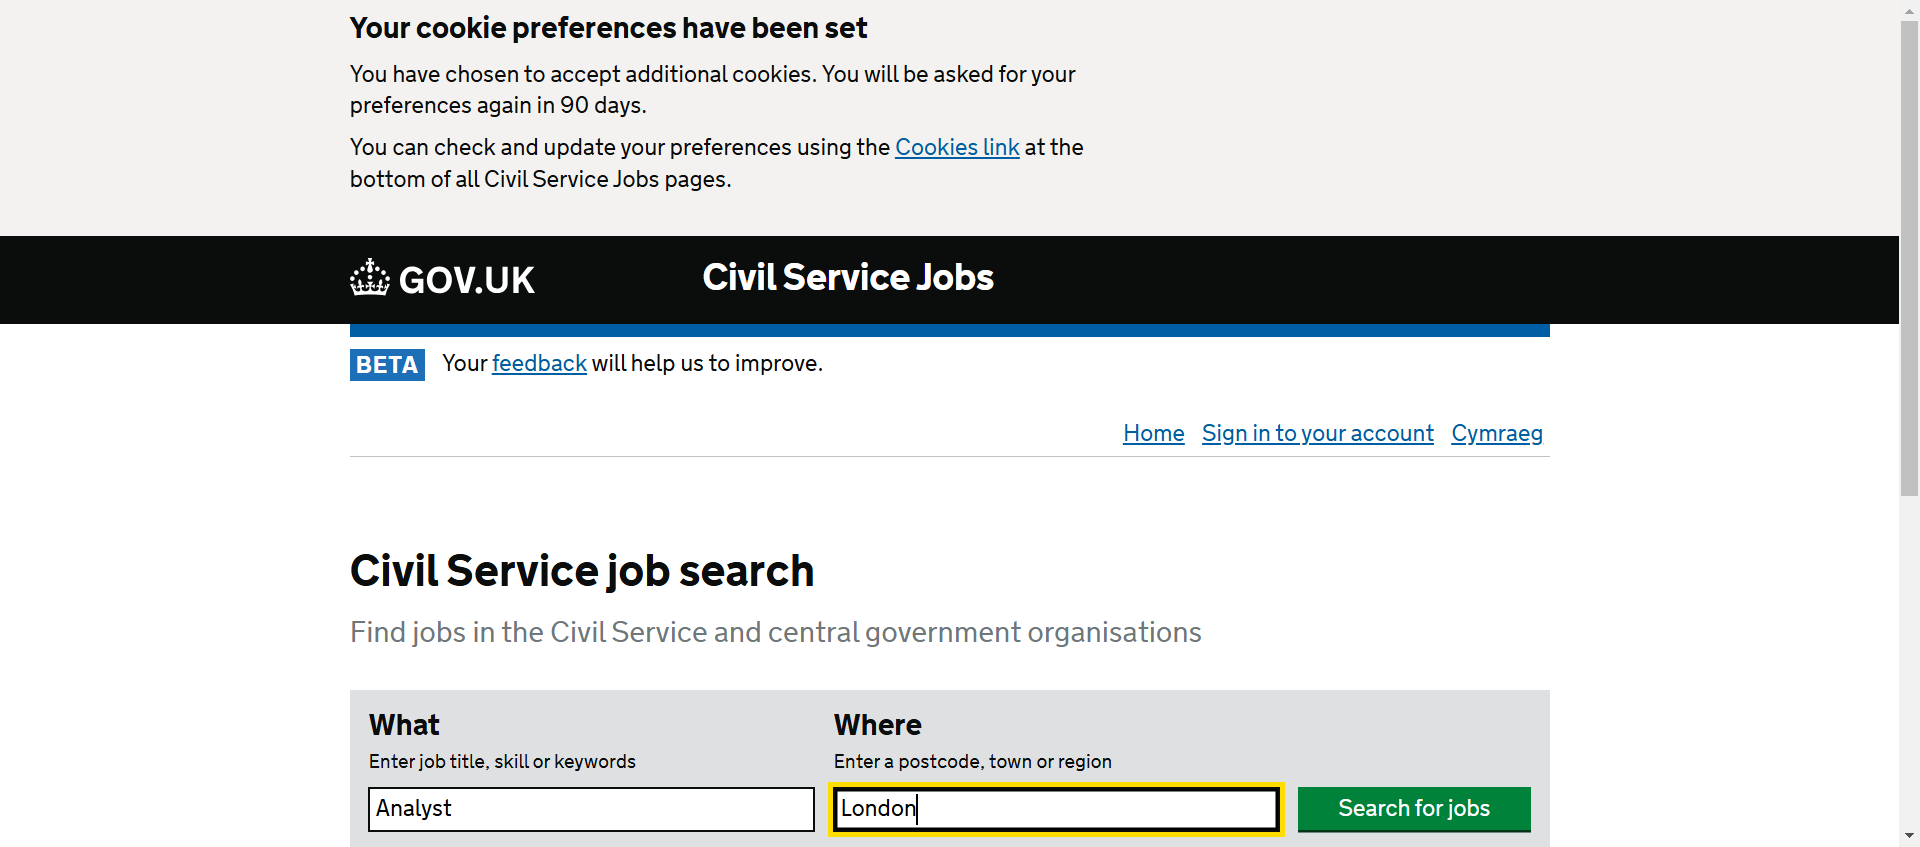 Your cookie preferences have been set
You have chosen to accept additional cookies. You will be asked for your
preferences again in 90 days.
You can check and update your preferences using the Cookies link at the
bottom of all Civil Service Jobs pages.
GOV.UK
Civil Service Jobs
BETA Your feedback will help us to improve.
Home Sign in to your account Cymraeg
Civil Service job search
Find jobs in the Civil Service and central government organisations
What
Enter job title, skill or keywords
Analyst
Where
Enter a postcode, town or region
London
Search for jobs